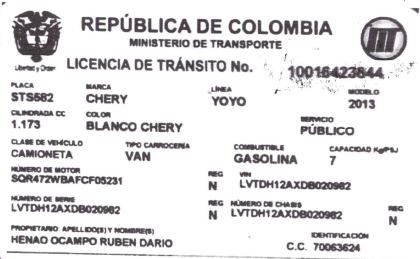 REPÚBLICA DE COLOMBIA
MINISTERIO DE TRANSPORTE
Libertad y Orden
LICENCIA DE TRÁNSITO No. 10016423844
PLACA MARCA LÍNEA MODELO
STS582 CHERY YOYO 2013
CILINDRADA CC COLOR SERVICIO
1.173 BLANCO CHERY PÚBLICO
CLASE DE VEHÍCULO TIPO CARROCERÍA COMBUSTIBLE CAPACIDAD Kg/PSJ
CAMIONETA VAN GASOLINA 7
NÚMERO DE MOTOR REG VIN
SQR472WBAFCF05231 N LVTDH12AXDB020982
NÚMERO DE SERIE REG NÚMERO DE CHASIS REG
LVTDH12AXDB020982 N LVTDH12AXDB020982 N
PROPIETARIO: APELLIDO(S) Y NOMBRE(S) IDENTIFICACIÓN
HENAO OCAMPO RUBEN DARIO C.C. 70063624